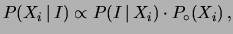 P(X_i | I) ∝ P(I | X_i) · P_∘(X_i) ,